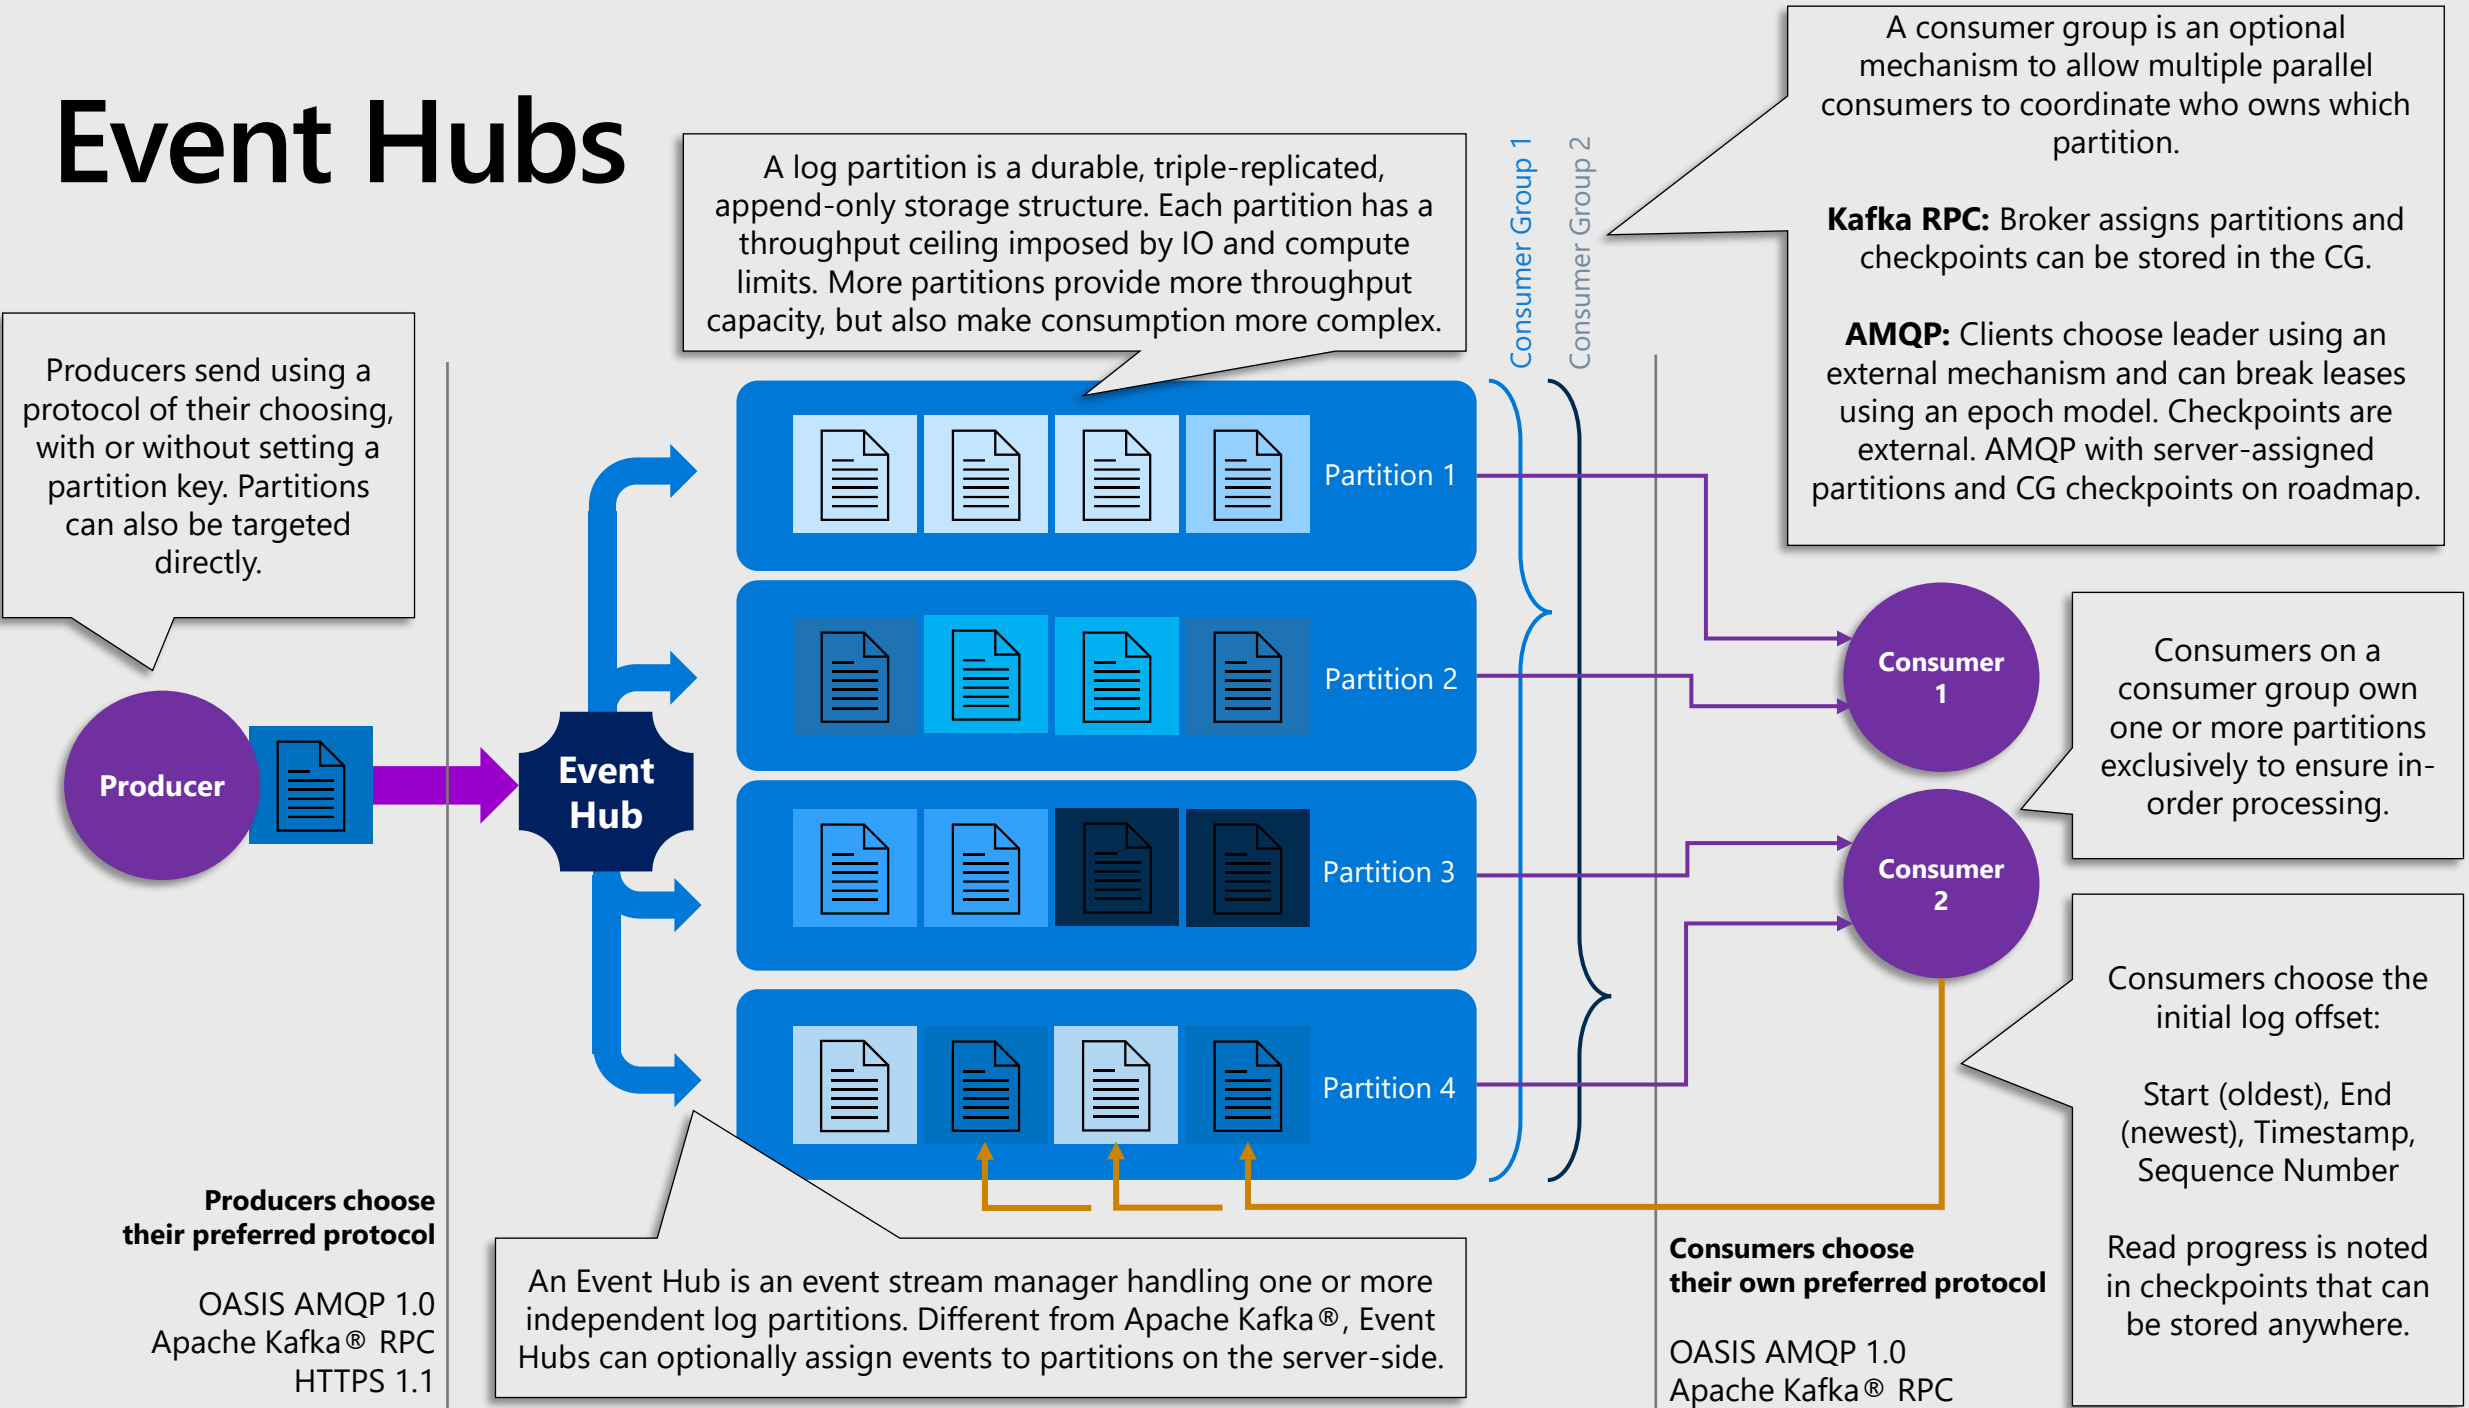 Event Hubs
A consumer group is an optional
mechanism to allow multiple parallel
consumers to coordinate who owns which
partition.
Kafka RPC: Broker assigns partitions and
checkpoints can be stored in the CG.
AMQP: Clients choose leader using an
external mechanism and can break leases
using an epoch model. Checkpoints are
external. AMQP with server-assigned
partitions and CG checkpoints on roadmap.
A log partition is a durable, triple-replicated,
append-only storage structure. Each partition has a
throughput ceiling imposed by IO and compute
limits. More partitions provide more throughput
capacity, but also make consumption more complex.
Consumer Group 1
Consumer Group 2
Producers send using a
protocol of their choosing,
with or without setting a
partition key. Partitions
can also be targeted
directly.
Partition 1
Partition 2
Partition 3
Partition 4
Producer
Event
Hub
Consumer
1
Consumer
2
Consumers on a
consumer group own
one or more partitions
exclusively to ensure in-
order processing.
Consumers choose the
initial log offset:
Start (oldest), End
(newest), Timestamp,
Sequence Number
Read progress is noted
in checkpoints that can
be stored anywhere.
Producers choose
their preferred protocol
OASIS AMQP 1.0
Apache Kafka® RPC
HTTPS 1.1
An Event Hub is an event stream manager handling one or more
independent log partitions. Different from Apache Kafka®, Event
Hubs can optionally assign events to partitions on the server-side.
Consumers choose
their own preferred protocol
OASIS AMQP 1.0
Apache Kafka® RPC